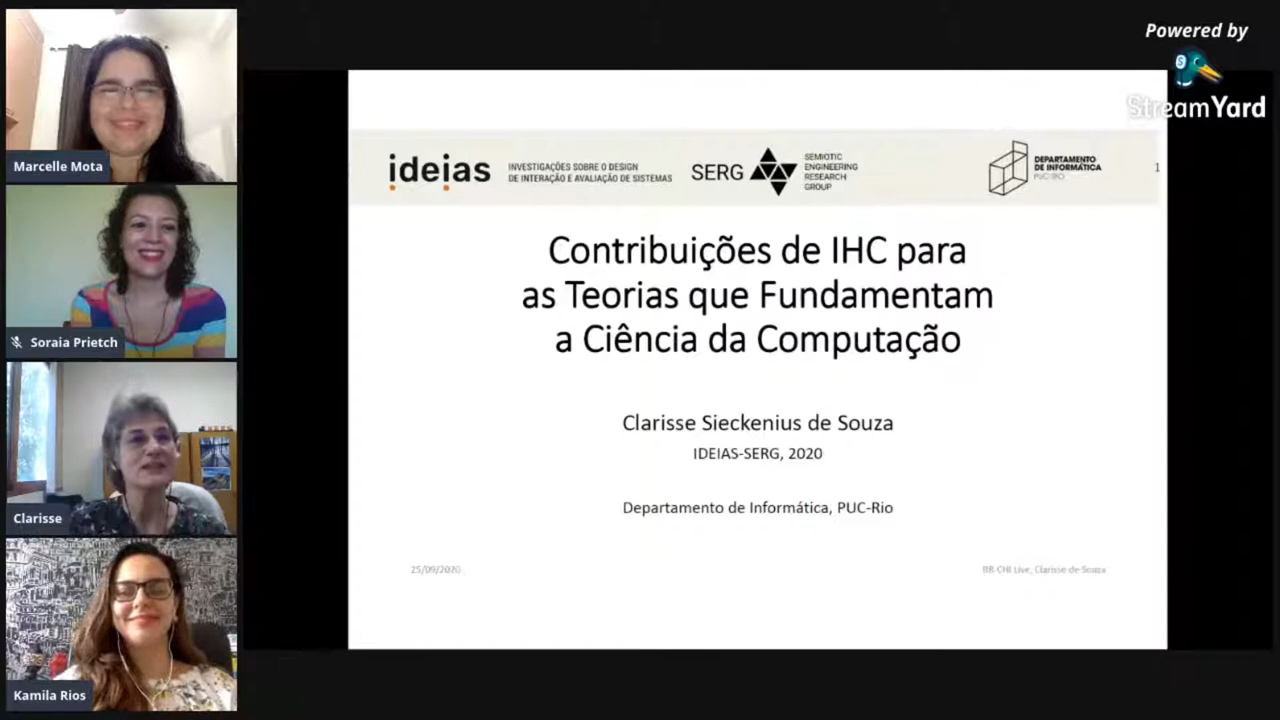 Powered by
StreamYard
Marcelle Mota
Soraia Prietch
Clarisse
Kamila Rios
ideias
INVESTIGAÇÕES SOBRE O DESIGN
DE INTERAÇÃO E AVALIAÇÃO DE SISTEMAS
SERG
SEMIOTIC
ENGINEERING
RESEARCH
GROUP
DEPARTAMENTO
DE INFORMÁTICA
PUC-RIO
1
Contribuições de IHC para
as Teorias que Fundamentam
a Ciência da Computação
Clarisse Sieckenius de Souza
IDEIAS-SERG, 2020
Departamento de Informática, PUC-Rio
25/09/2020
BR-CHI Live, Clarisse de Souza